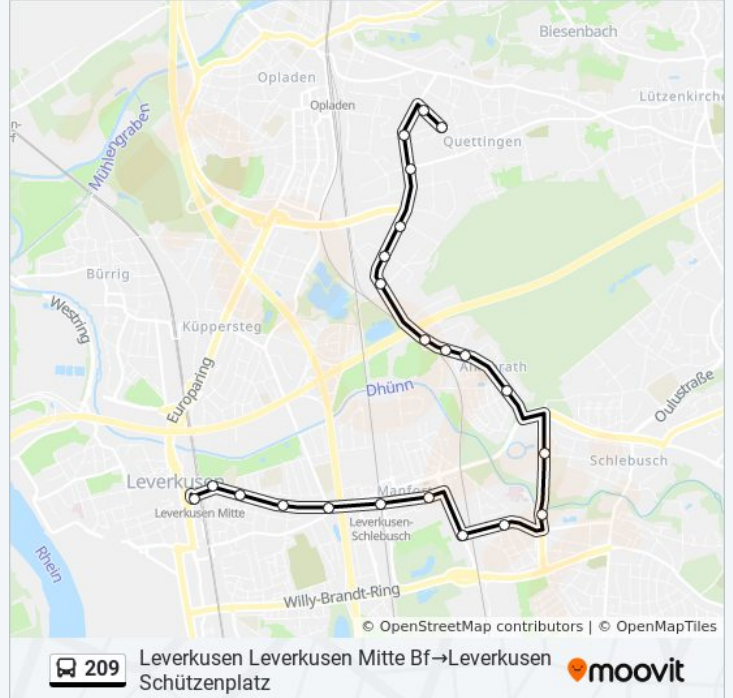 Biesenbach
Opladen
Lützenkirche
Opladen
Mühlengraben
Quettingen
Bürrig
Westring
Küppersteg
Europaring
Dhünn
Oulustraße
Schlebusch
Leverkusen
Manfort
Leverkusen Mitte
Leverkusen-
Schlebusch
Rhein
Willy-Brandt-Ring
© OpenStreetMap contributors | © OpenMapTiles
209
Leverkusen Leverkusen Mitte Bf→Leverkusen
Schützenplatz
moovit